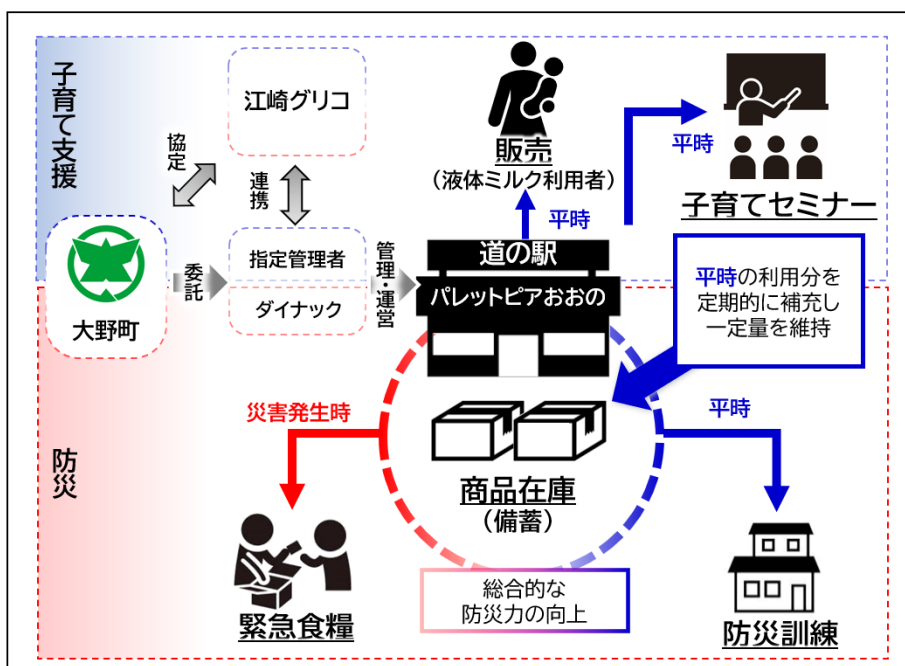 子育て支援
江崎グリコ
協定
連携
大野町
委託
指定管理者
ダイナック
管理・運営
販売
(液体ミルク利用者)
平時
平時
子育てセミナー
道の駅
パレットピアおおの
平時の利用分を
定期的に補充し
一定量を維持
防災
災害発生時
平時
商品在庫
(備蓄)
緊急食糧
総合的な
防災力の向上
防災訓練